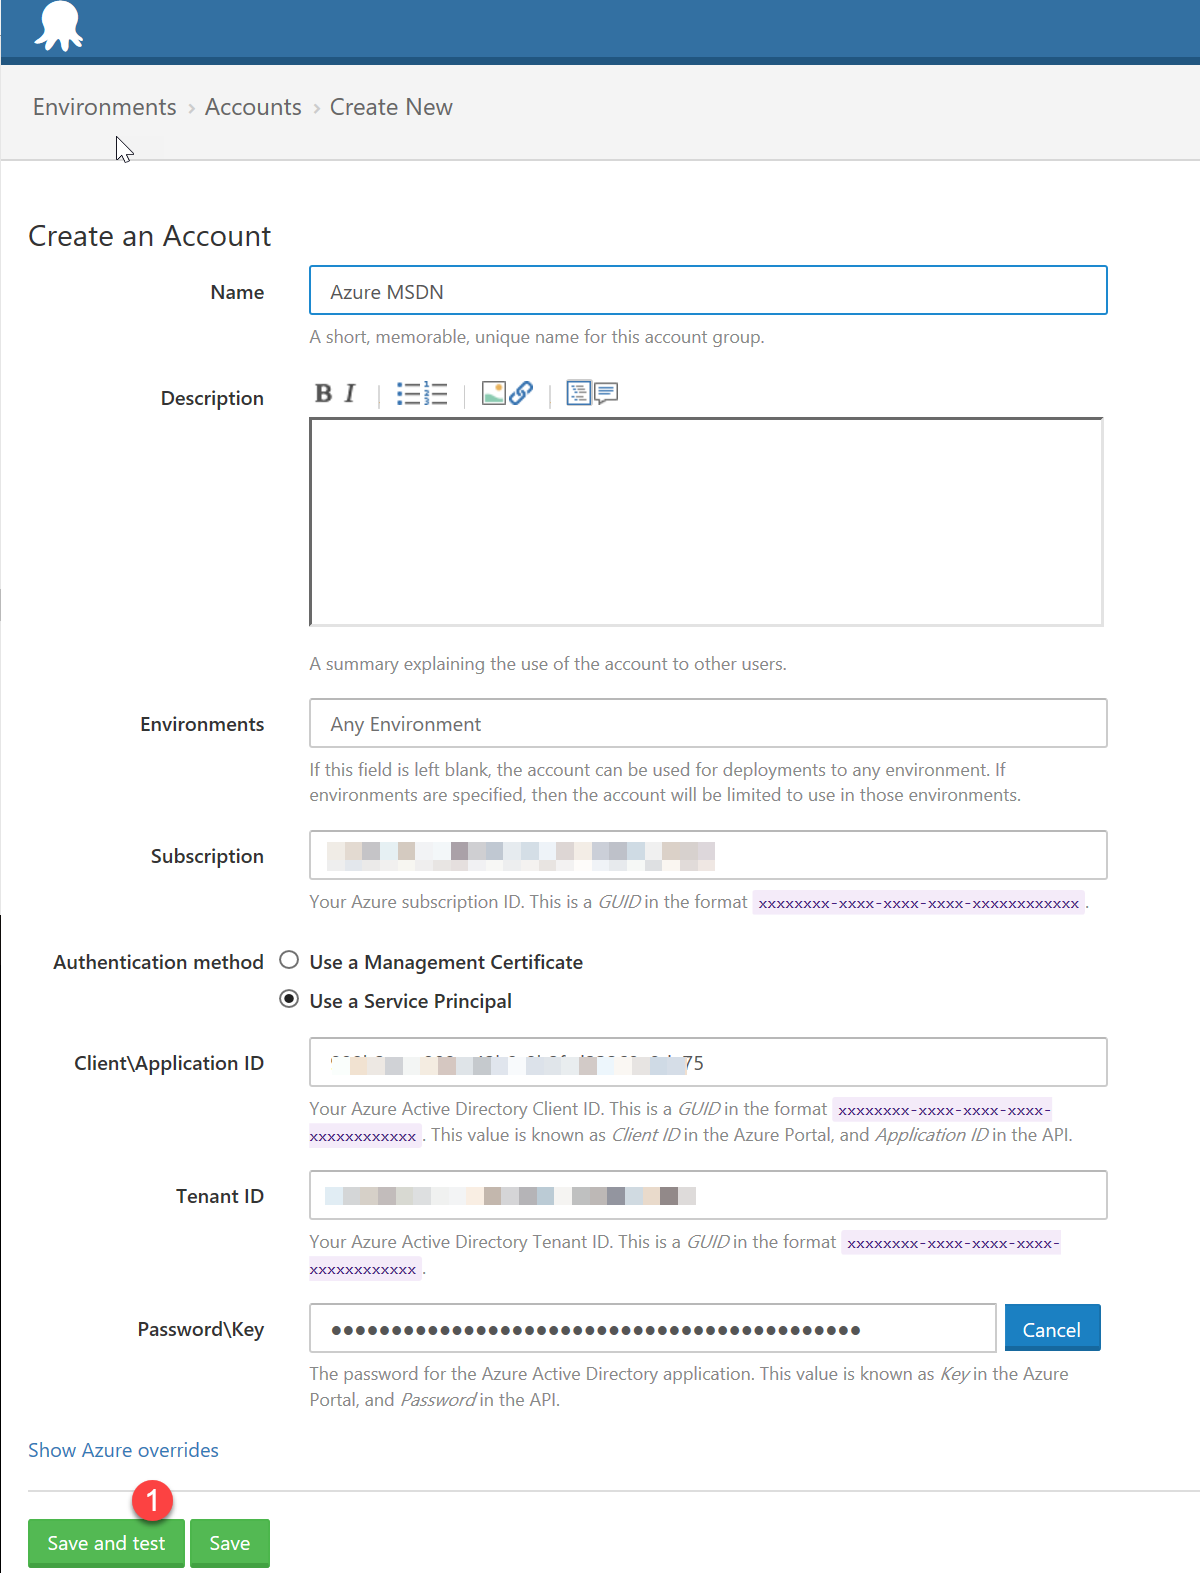 Environments › Accounts › Create New
Create an Account
Name
Azure MSDN
A short, memorable, unique name for this account group.
Description
B I
A summary explaining the use of the account to other users.
Environments
Any Environment
If this field is left blank, the account can be used for deployments to any environment. If
environments are specified, then the account will be limited to use in those environments.
Subscription
Your Azure subscription ID. This is a GUID in the format xxxxxxxx-xxxx-xxxx-xxxx-xxxxxxxxxxxx .
Authentication method
Use a Management Certificate
Use a Service Principal
Client\Application ID
75
Your Azure Active Directory Client ID. This is a GUID in the format xxxxxxxx-xxxx-xxxx-xxxx-
xxxxxxxxxxxx . This value is known as Client ID in the Azure Portal, and Application ID in the API.
Tenant ID
Your Azure Active Directory Tenant ID. This is a GUID in the format xxxxxxxx-xxxx-xxxx-xxxx-
xxxxxxxxxxxx .
Password\Key
Cancel
The password for the Azure Active Directory application. This value is known as Key in the Azure
Portal, and Password in the API.
Show Azure overrides
1
Save and test
Save